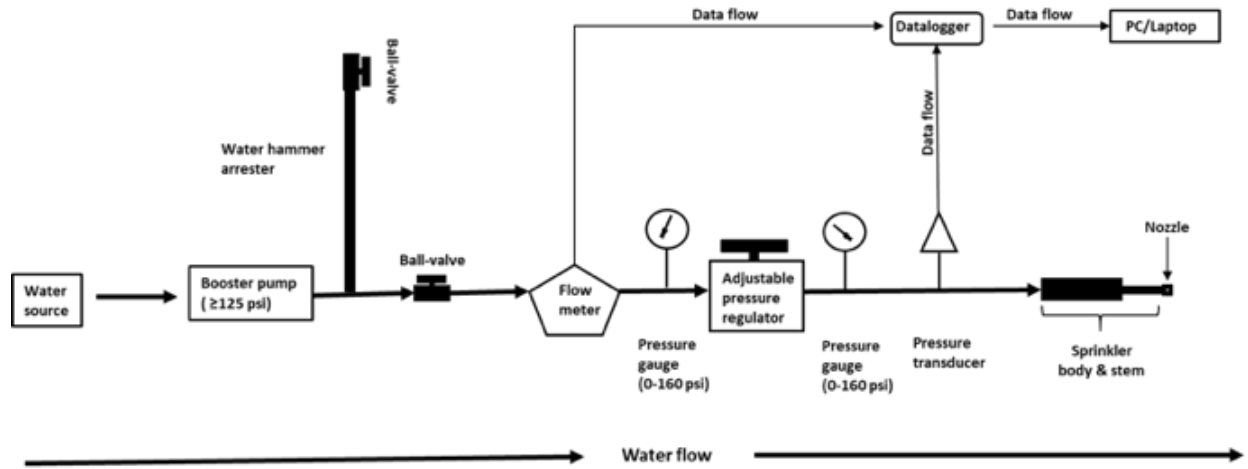 Data flow
Datalogger
Data flow
PC/Laptop
Ball-valve
Water hammer
arrester
Data flow
Nozzle
Ball-valve
Water
source
Booster pump
( ≥125 psi)
Flow
meter
Adjustable
pressure
regulator
Pressure
gauge
(0-160 psi)
Pressure
gauge
(0-160 psi)
Pressure
transducer
Sprinkler
body & stem
Water flow